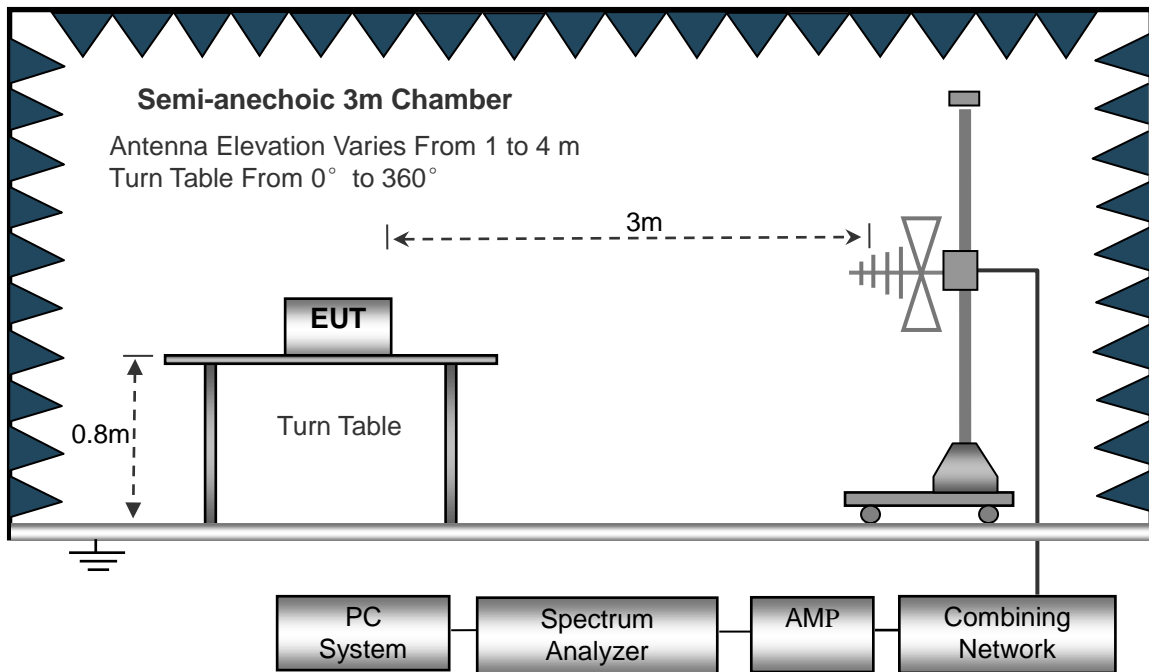 Semi-anechoic 3m Chamber
Antenna Elevation Varies From 1 to 4 m
Turn Table From 0° to 360°
3m
EUT
0.8m
Turn Table
PC
System
Spectrum
Analyzer
AMP
Combining
Network